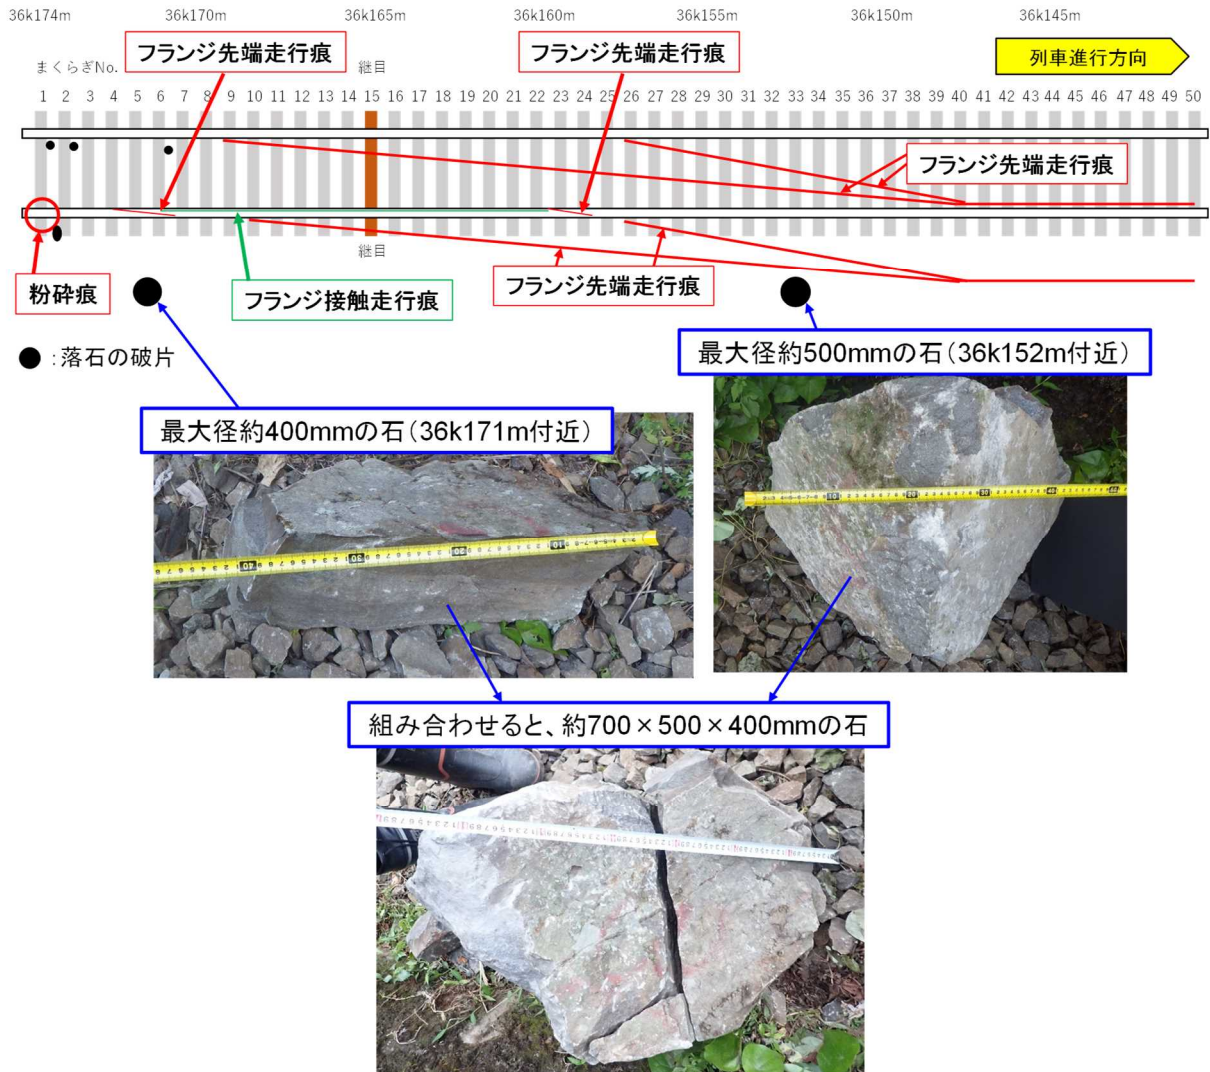 36k174m 36k170m 36k165m 36k160m 36k155m 36k150m 36k145m
フランジ先端走行痕
継目
フランジ先端走行痕
列車進行方向
まくらぎNo.
1 2 3 4 5 6 7 8 9 10 11 12 13 14 15 16 17 18 19 20 21 22 23 24 25 26 27 28 29 30 31 32 33 34 35 36 37 38 39 40 41 42 43 44 45 46 47 48 49 50
フランジ先端走行痕
継目
粉砕痕
フランジ接触走行痕
フランジ先端走行痕
●:落石の破片
最大径約500mmの石(36k152m付近)
最大径約400mmの石(36k171m付近)
組み合わせると、約700×500×400mmの石